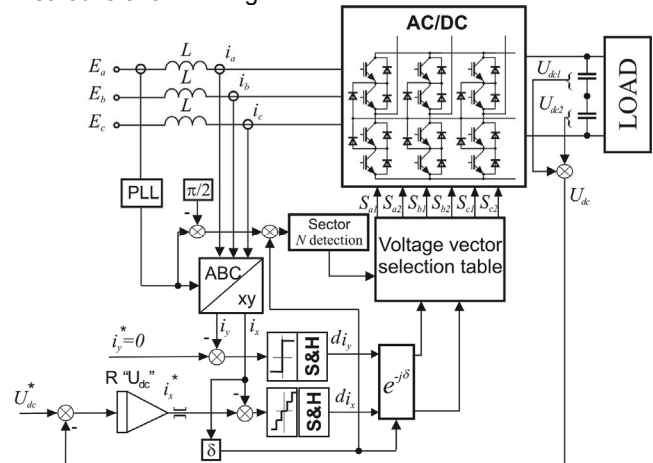 AC/DC
E_a
L
i_a
E_b
L
i_b
E_c
L
i_c
U_dc1
U_dc2
LOAD
PLL
π/2
-
S_a1 S_a2 S_b1 S_b2 S_c1 S_c2
U_dc
Sector
N detection
Voltage vector
selection table
ABC
xy
i_y
i_x
i_y*=0
-
S&H
di_y
e^-jδ
R "U_dc"
i_x*
-
S&H
di_x
U_dc*
-
δ